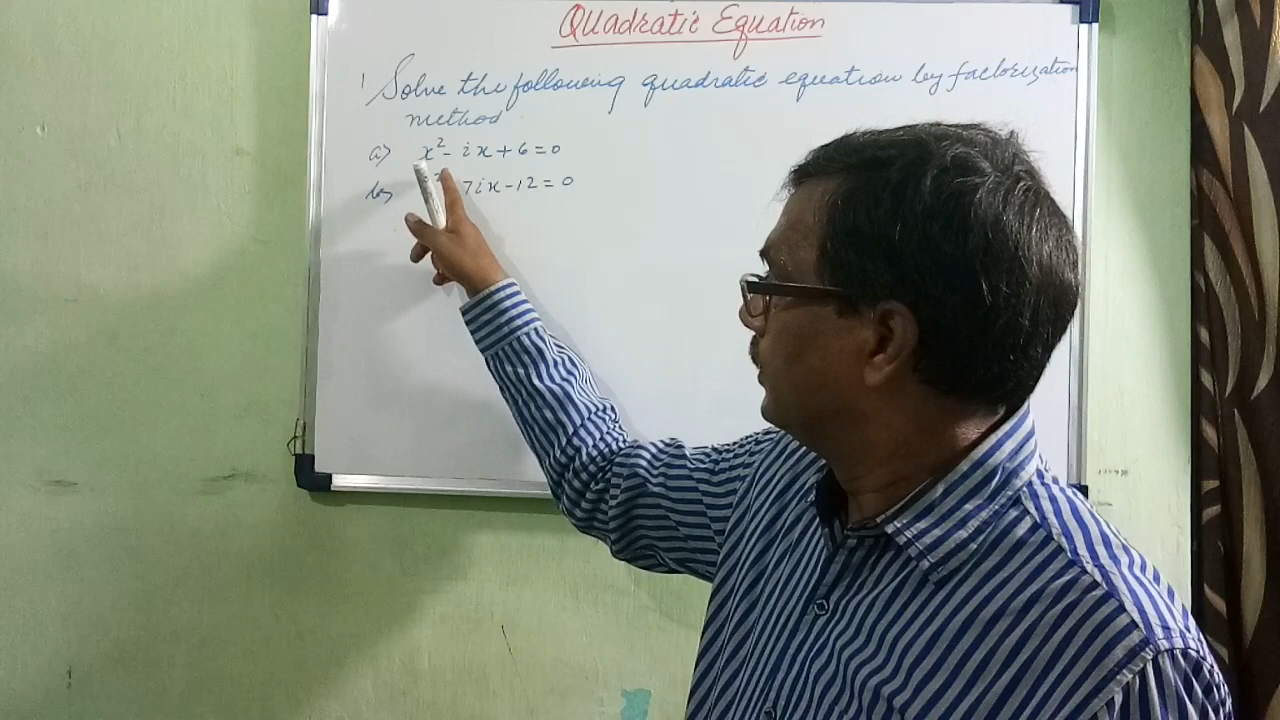 Quadratic Equation
1 Solve the following quadratic equation by factorization
method
a> x² - ix + 6 = 0
b> 7ix - 12 = 0